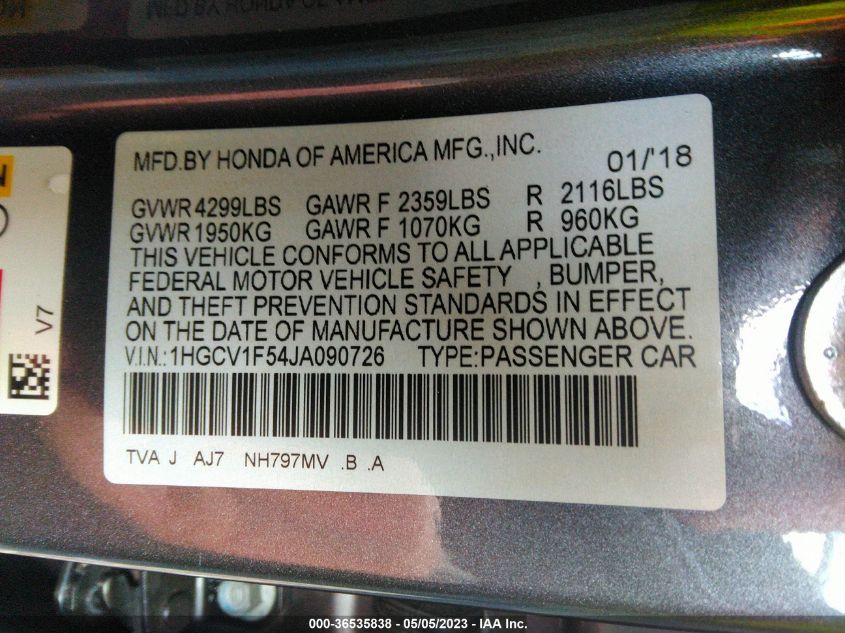 MFD.BY HONDA OF AMERICA MFG.,INC. 01/'18
GVWR 4299LBS GAWR F 2359LBS R 2116LBS
GVWR 1950KG GAWR F 1070KG R 960KG
THIS VEHICLE CONFORMS TO ALL APPLICABLE
FEDERAL MOTOR VEHICLE SAFETY , BUMPER,
AND THEFT PREVENTION STANDARDS IN EFFECT
ON THE DATE OF MANUFACTURE SHOWN ABOVE.
V.I.N.: 1HGCV1F54JA090726 TYPE:PASSENGER CAR
TVA J AJ7 NH797MV .B .A
V7
000-36535838 - 05/05/2023 - IAA Inc.